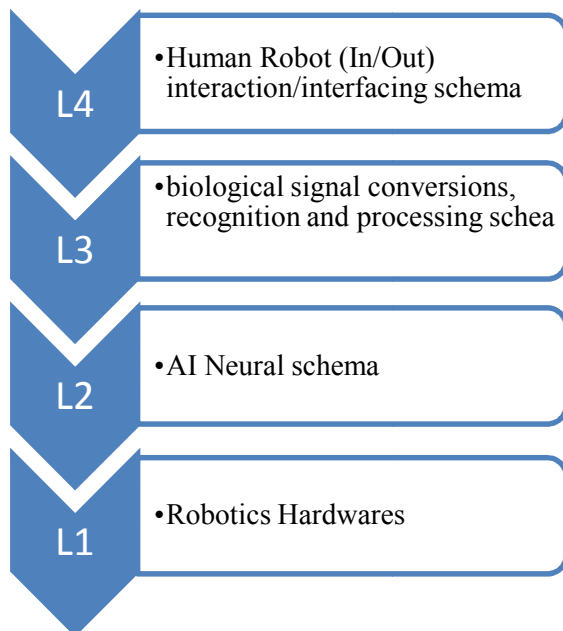 L4
•Human Robot (In/Out)
interaction/interfacing schema
L3
•biological signal conversions,
recognition and processing schea
L2
•AI Neural schema
L1
•Robotics Hardwares